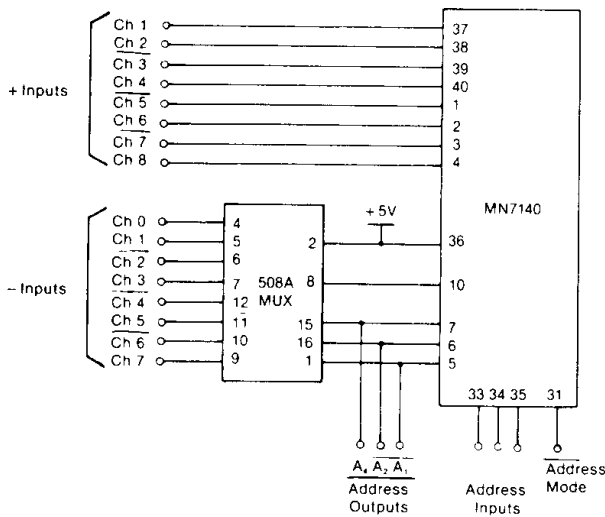 + Inputs
Ch 1 37
Ch 2 38
Ch 3 39
Ch 4 40
Ch 5 1
Ch 6 2
Ch 7 3
Ch 8 4
MN7140
− Inputs
Ch 0 4
Ch 1 5
Ch 2 6
Ch 3 7
Ch 4 12
Ch 5 11
Ch 6 10
Ch 7 9
508A
MUX
+5V
2 36
8 10
15 7
16 6
1 5
33 34 35 31
A₄ A₂ A₁
Address
Outputs
Address
Inputs
Address
Mode